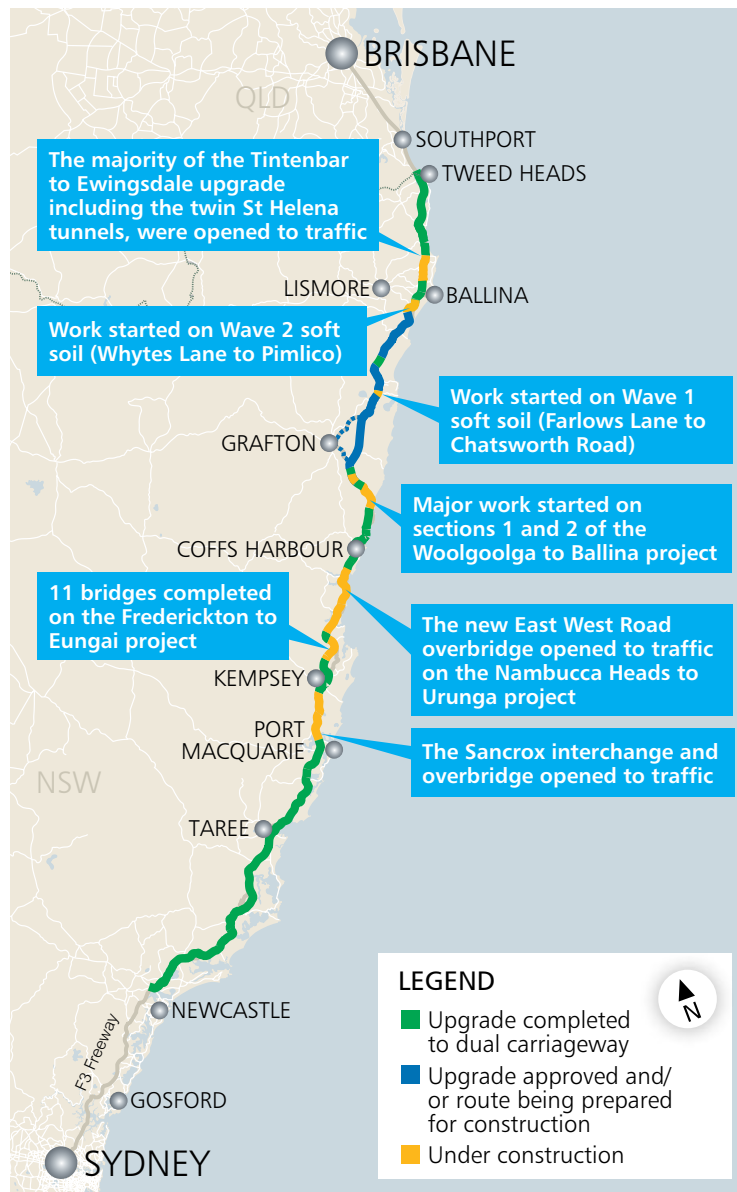 BRISBANE
QLD
SOUTHPORT
The majority of the Tintenbar
to Ewingsdale upgrade
including the twin St Helena
tunnels, were opened to traffic
TWEED HEADS
LISMORE
BALLINA
Work started on Wave 2 soft
soil (Whytes Lane to Pimlico)
Work started on Wave 1
soft soil (Farlows Lane to
Chatsworth Road)
GRAFTON
Major work started on
sections 1 and 2 of the
Woolgoolga to Ballina project
COFFS HARBOUR
11 bridges completed
on the Frederickton to
Eungai project
The new East West Road
overbridge opened to traffic
on the Nambucca Heads to
Urunga project
KEMPSEY
PORT
MACQUARIE
The Sancrox interchange and
overbridge opened to traffic
NSW
TAREE
NEWCASTLE
F3 Freeway
GOSFORD
SYDNEY
LEGEND
N
Upgrade completed
to dual carriageway
Upgrade approved and/
or route being prepared
for construction
Under construction